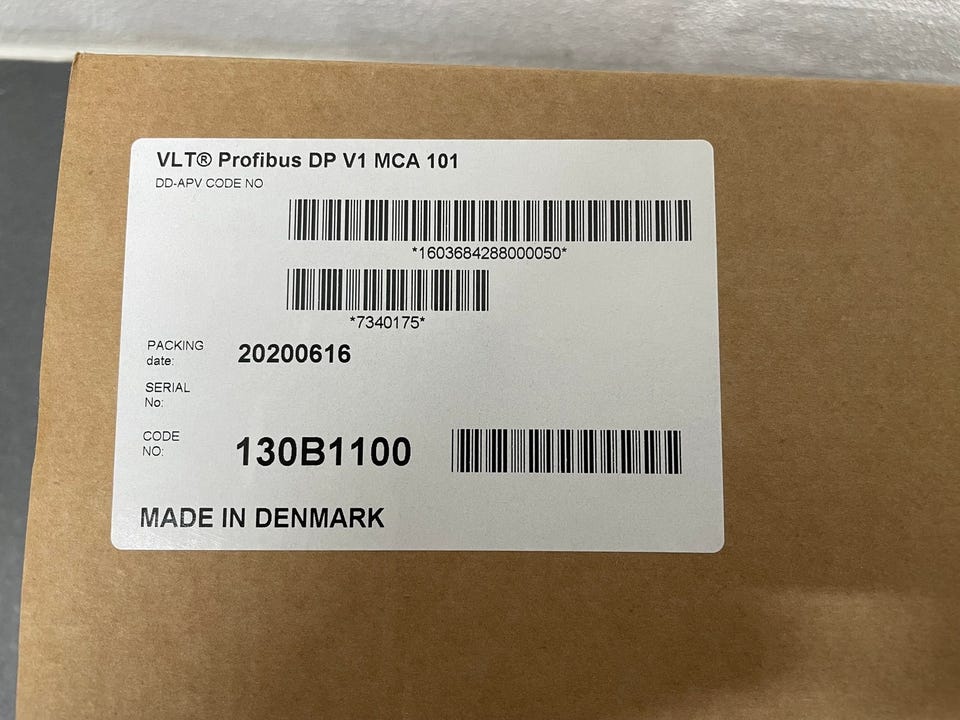 VLT® Profibus DP V1 MCA 101
DD-APV CODE NO
*1603684288000050*
*7340175*
PACKING
date:
20200616
SERIAL
No:
CODE
NO:
130B1100
MADE IN DENMARK